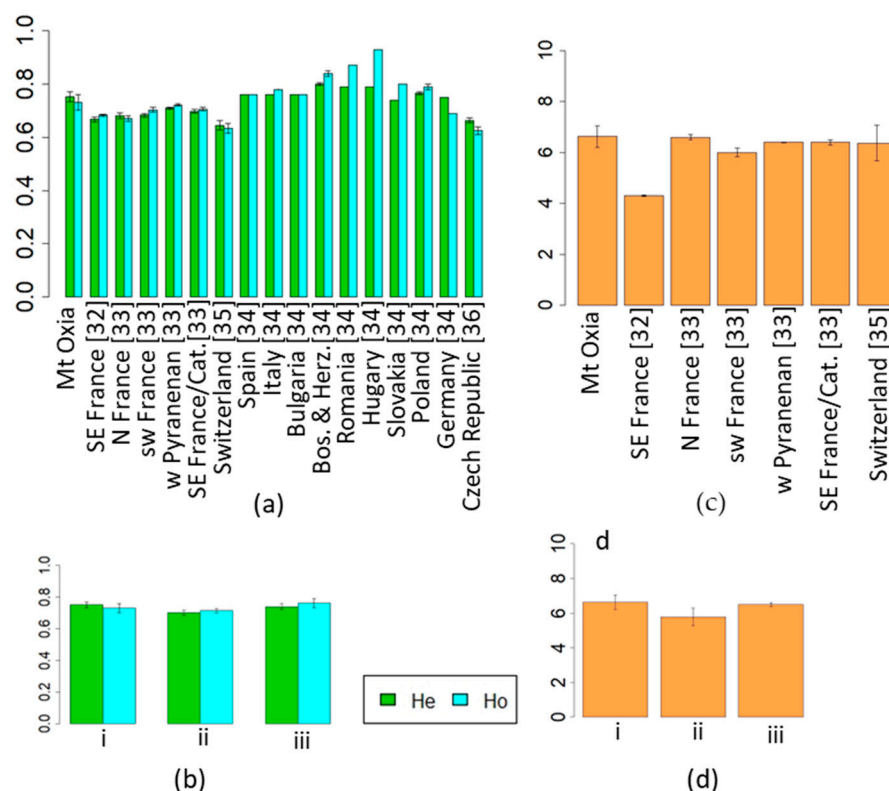 1.0
0.8
0.6
0.4
0.2
0.0
Mt Oxia
SE France [32]
N France [33]
sw France [33]
w Pyranenan [33]
SE France/Cat. [33]
Switzerland [35]
Spain [34]
Italy [34]
Bulgaria [34]
Bos. & Herz. [34]
Romania [34]
Hugary [34]
Slovakia [34]
Poland [34]
Germany [34]
Czech Republic [36]
(a)
10
8
6
4
2
0
Mt Oxia
SE France [32]
N France [33]
sw France [33]
w Pyranenan [33]
SE France/Cat. [33]
Switzerland [35]
(c)
1.0
0.8
0.6
0.4
0.2
0.0
i
ii
iii
(b)
He
Ho
d
10
8
6
4
2
0
i
ii
iii
(d)